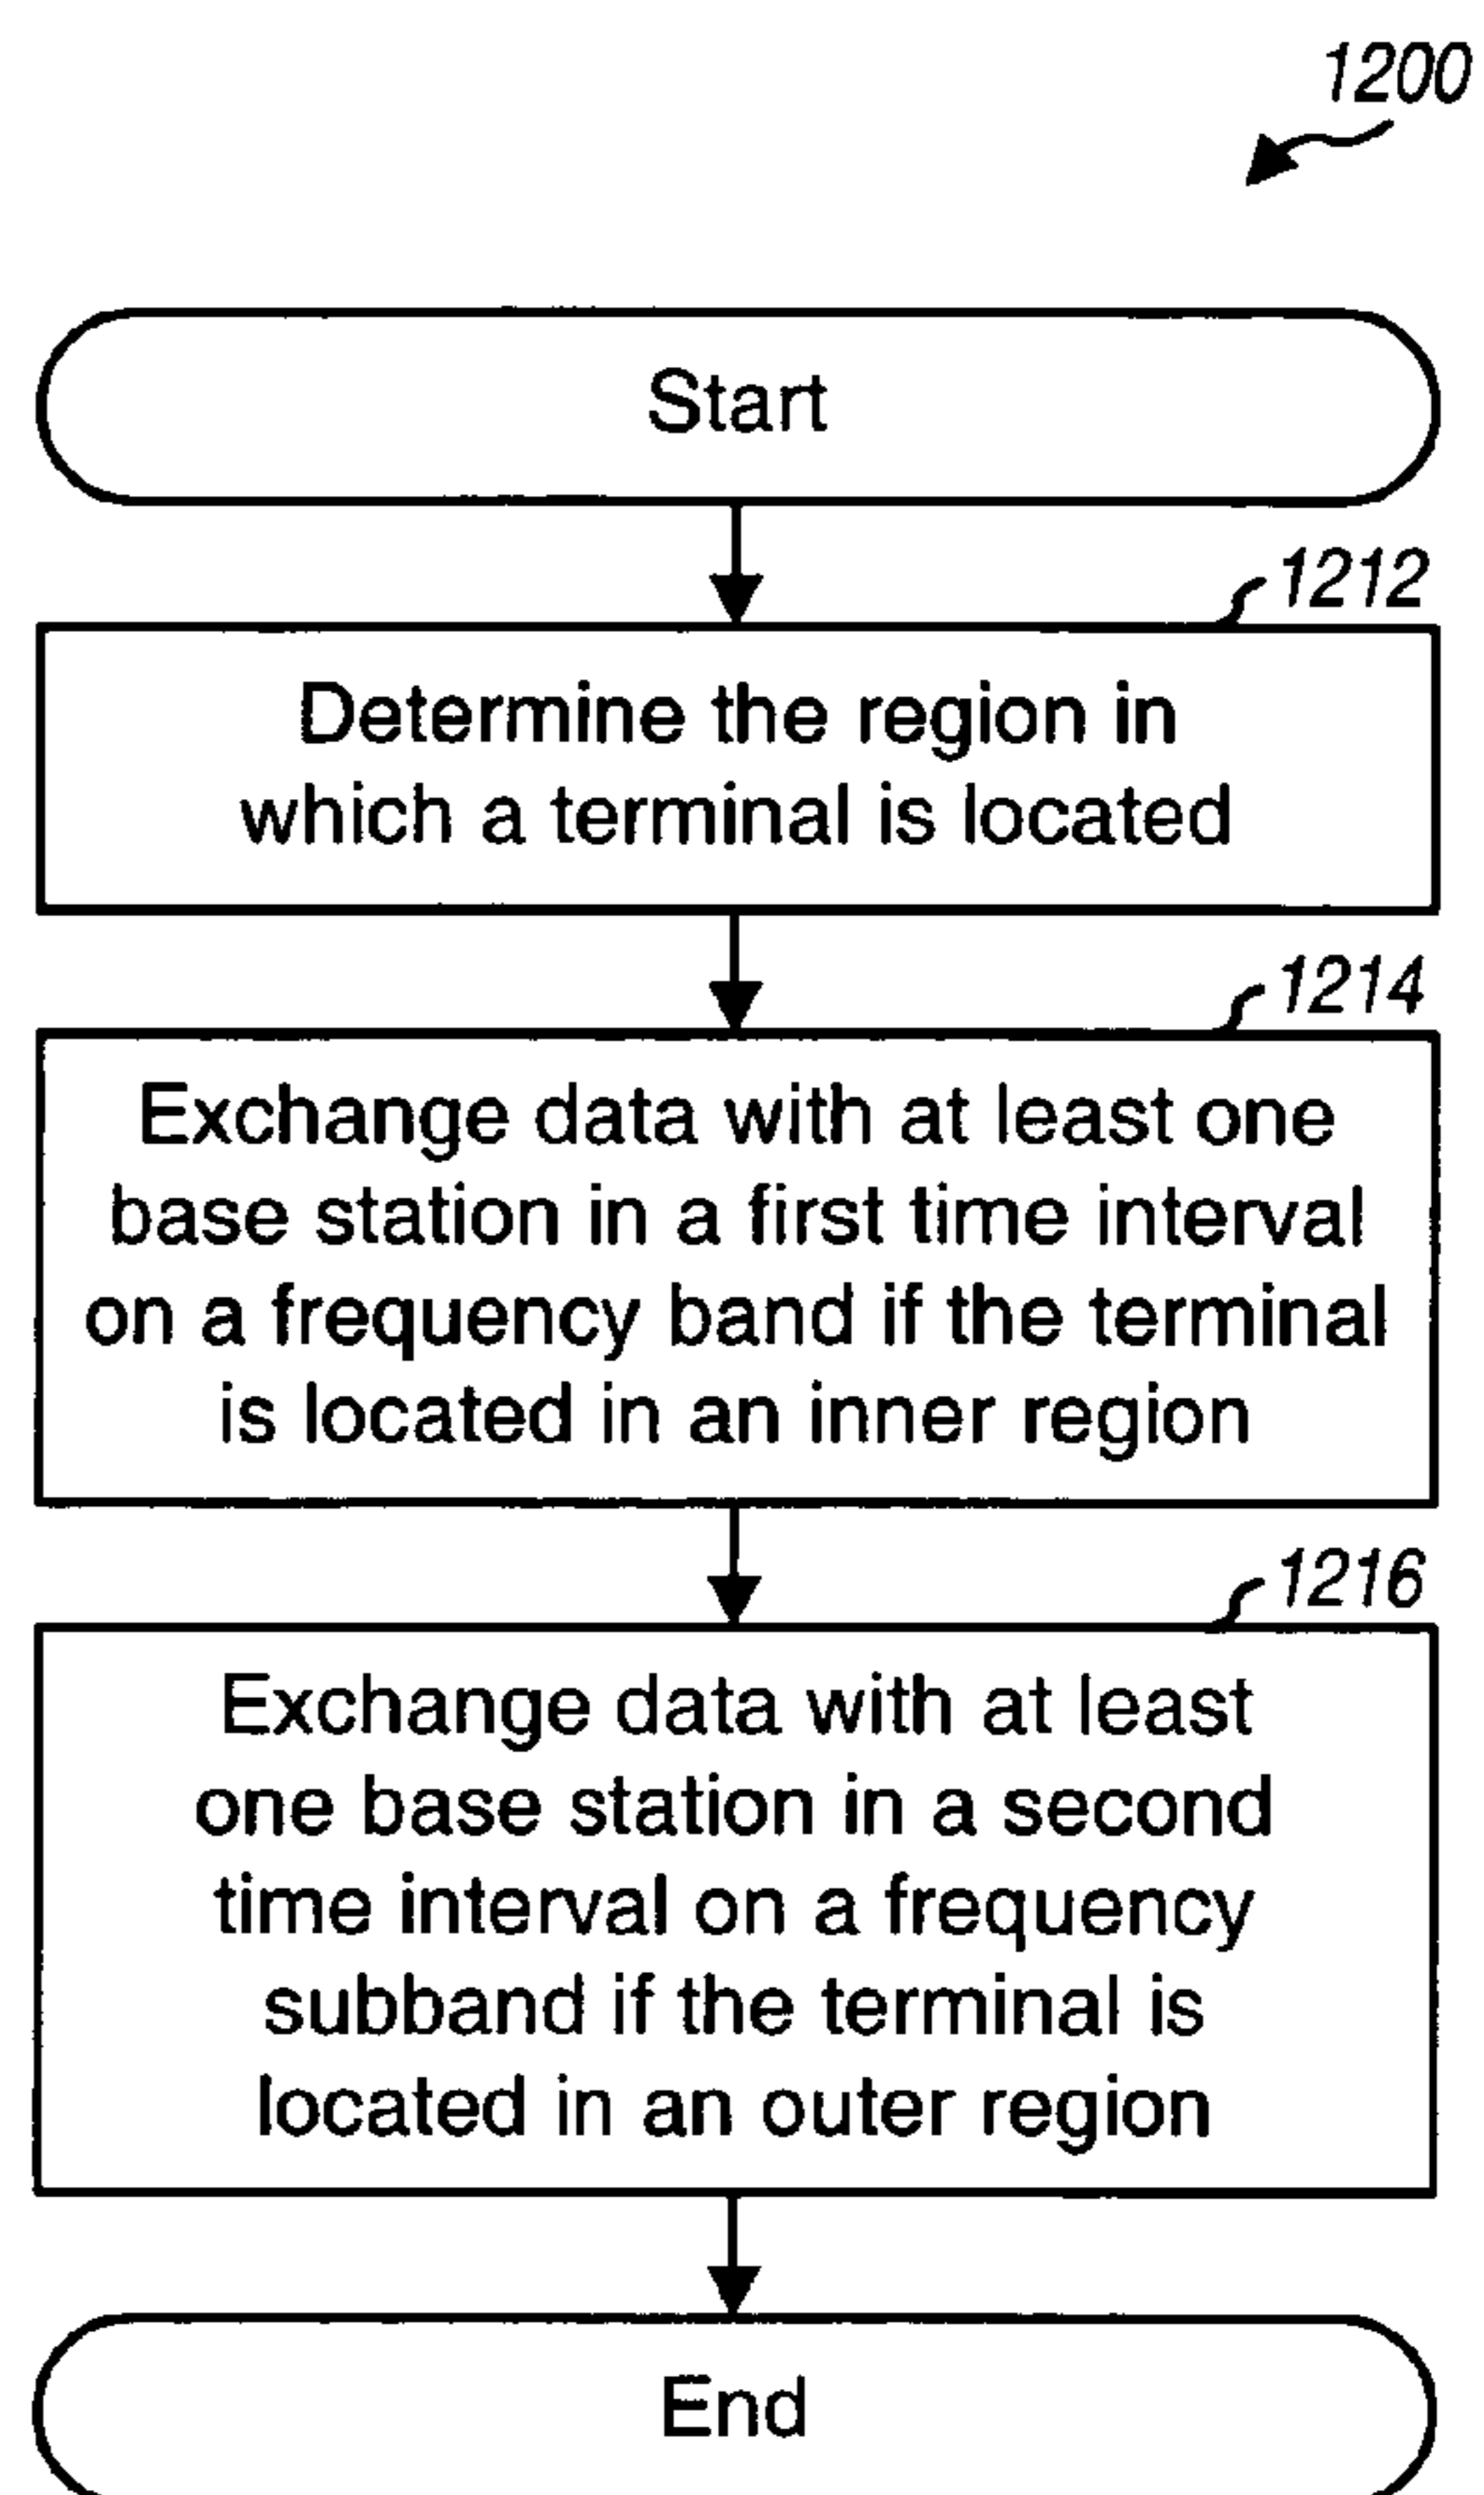 1200
Start
1212
Determine the region in
which a terminal is located
1214
Exchange data with at least one
base station in a first time interval
on a frequency band if the terminal
is located in an inner region
1216
Exchange data with at least
one base station in a second
time interval on a frequency
subband if the terminal is
located in an outer region
End